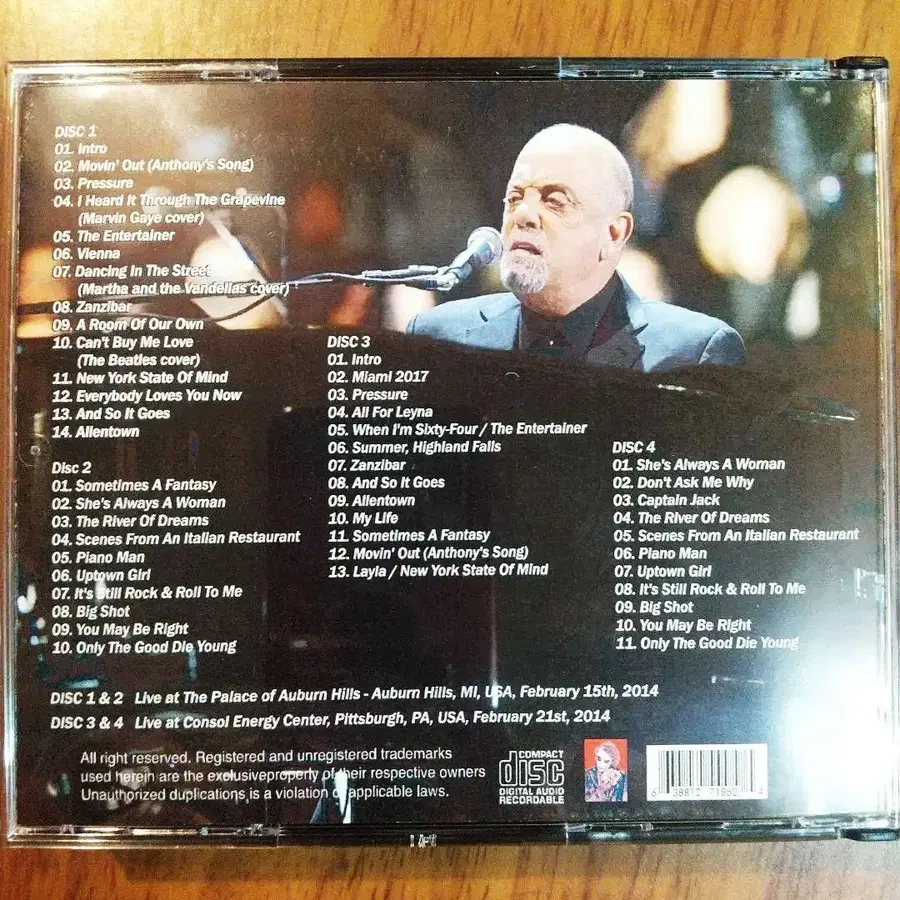 DISC 1
01. Intro
02. Movin' Out (Anthony's Song)
03. Pressure
04. I Heard It Through The Grapevine
(Marvin Gaye cover)
05. The Entertainer
06. Vienna
07. Dancing In The Street
(Martha and the Vandellas cover)
08. Zanzibar
09. A Room Of Our Own
10. Can't Buy Me Love
(The Beatles cover)
11. New York State Of Mind
12. Everybody Loves You Now
13. And So It Goes
14. Allentown
Disc 2
01. Sometimes A Fantasy
02. She's Always A Woman
03. The River Of Dreams
04. Scenes From An Italian Restaurant
05. Piano Man
06. Uptown Girl
07. It's Still Rock & Roll To Me
08. Big Shot
09. You May Be Right
10. Only The Good Die Young
DISC 3
01. Intro
02. Miami 2017
03. Pressure
04. All For Leyna
05. When I'm Sixty-Four / The Entertainer
06. Summer, Highland Falls
07. Zanzibar
08. And So It Goes
09. Allentown
10. My Life
11. Sometimes A Fantasy
12. Movin' Out (Anthony's Song)
13. Layla / New York State Of Mind
DISC 4
01. She's Always A Woman
02. Don't Ask Me Why
03. Captain Jack
04. The River Of Dreams
05. Scenes From An Italian Restaurant
06. Piano Man
07. Uptown Girl
08. It's Still Rock & Roll To Me
09. Big Shot
10. You May Be Right
11. Only The Good Die Young
DISC 1 & 2 Live at The Palace of Auburn Hills - Auburn Hills, MI, USA, February 15th, 2014
DISC 3 & 4 Live at Consol Energy Center, Pittsburgh, PA, USA, February 21st, 2014
All right reserved. Registered and unregistered trademarks
used herein are the exclusiveproperty of their respective owners
Unauthorized duplications is a violation of applicable laws.
COMPACT
disc
DIGITAL AUDIO
RECORDABLE
6 38812 71862 4